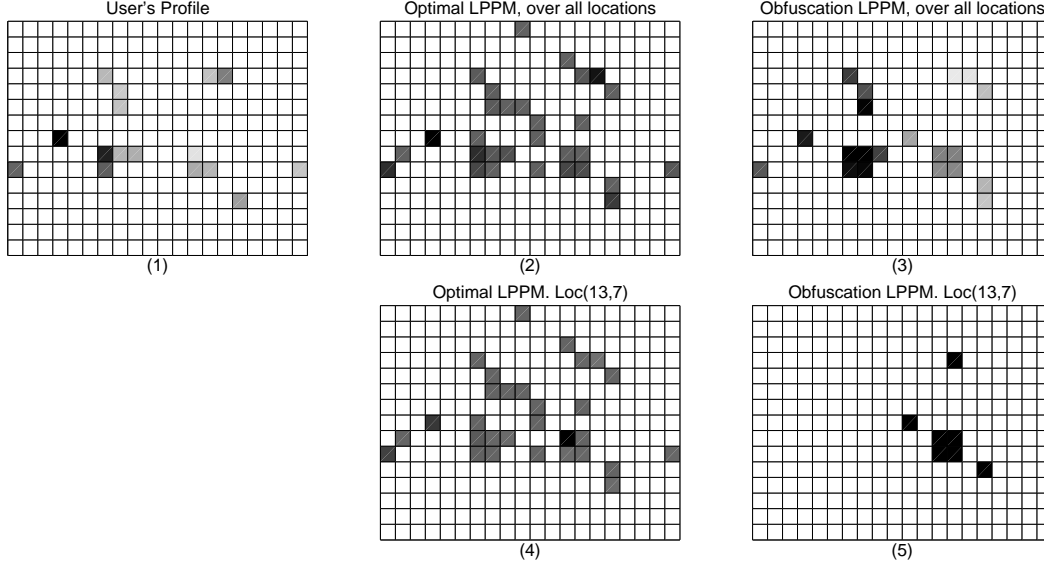 User's Profile
Optimal LPPM, over all locations
Obfuscation LPPM, over all locations
(1)
(2)
(3)
Optimal LPPM. Loc(13,7)
Obfuscation LPPM. Loc(13,7)
(4)
(5)